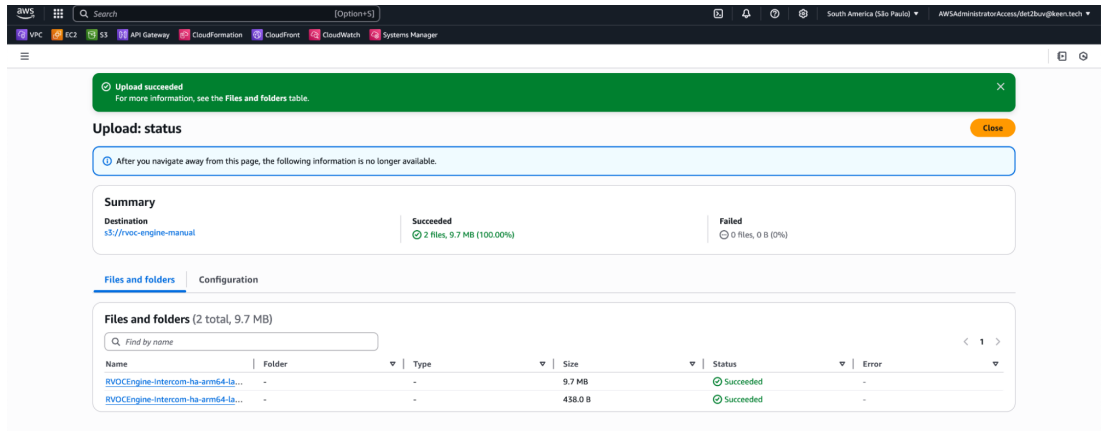 aws Search [Option+S] South America (São Paulo) AWSAdministratorAccess/det2buv@keen.tech
VPC EC2 S3 API Gateway CloudFormation CloudFront CloudWatch Systems Manager
Upload succeeded
For more information, see the Files and folders table.
Upload: status
Close
After you navigate away from this page, the following information is no longer available.
Summary
Destination Succeeded Failed
s3://rvoc-engine-manual 2 files, 9.7 MB (100.00%) 0 files, 0 B (0%)
Files and folders Configuration
Files and folders (2 total, 9.7 MB)
Find by name 1
Name Folder Type Size Status Error
RVOCEngine-Intercom-ha-arm64-la... - - 9.7 MB Succeeded -
RVOCEngine-Intercom-ha-arm64-la... - - 438.0 B Succeeded -